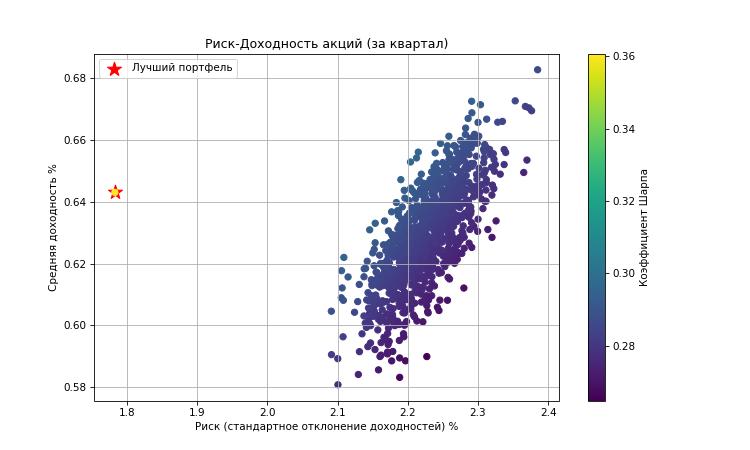 Риск-Доходность акций (за квартал)
Лучший портфель
0.68
0.66
0.64
0.62
0.60
0.58
Средняя доходность %
1.8 1.9 2.0 2.1 2.2 2.3 2.4
Риск (стандартное отклонение доходностей) %
0.36
0.34
0.32
0.30
0.28
Коэффициент Шарпа